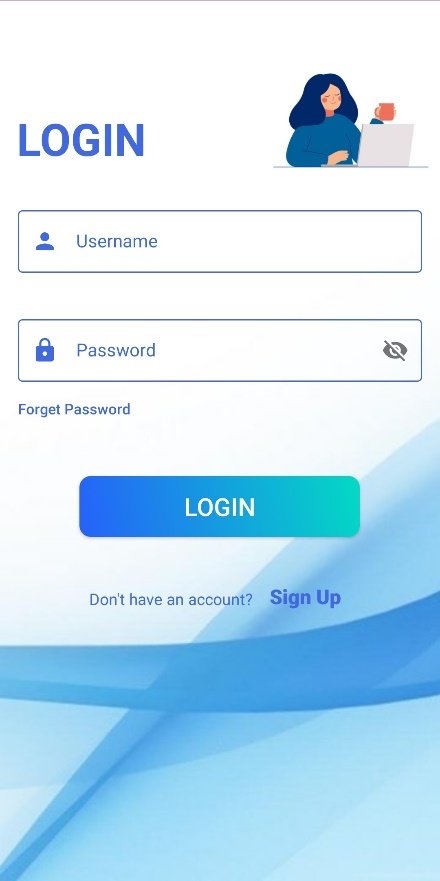 LOGIN
Username
Password
Forget Password
LOGIN
Don't have an account? Sign Up